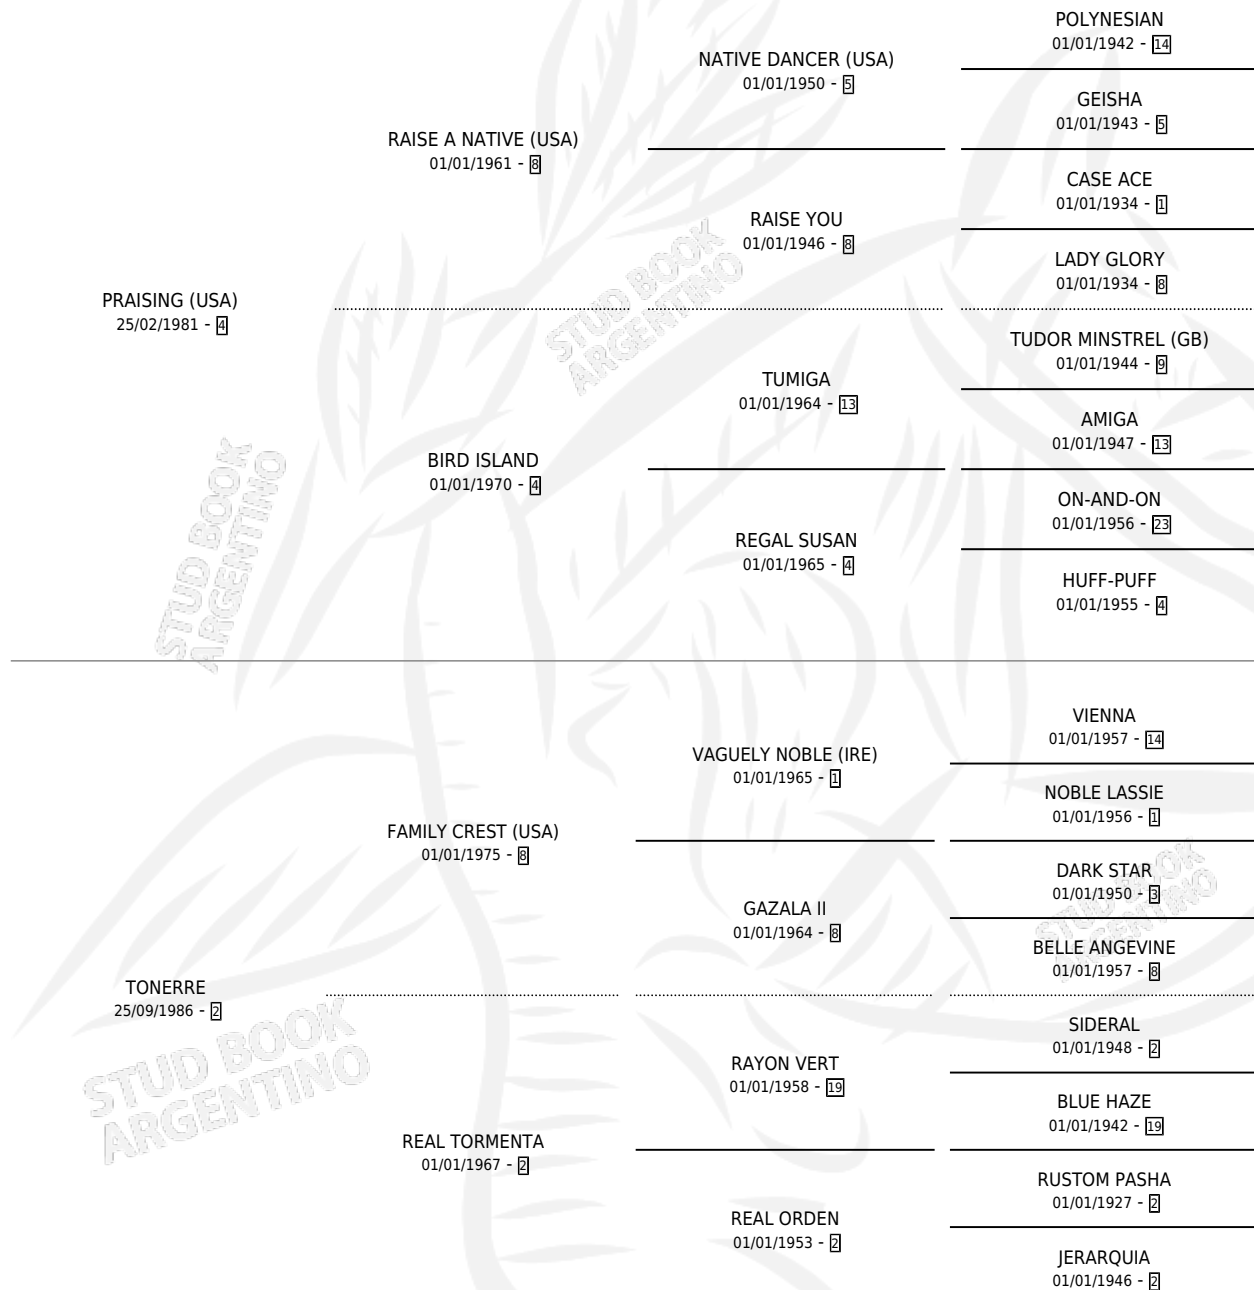 POLYNESIAN
01/01/1942 - 14
NATIVE DANCER (USA)
01/01/1950 - 5
GEISHA
01/01/1943 - 5
RAISE A NATIVE (USA)
01/01/1961 - 8
CASE ACE
01/01/1934 - 1
RAISE YOU
01/01/1946 - 8
LADY GLORY
01/01/1934 - 8
PRAISING (USA)
25/02/1981 - 4
STUD BOOK
ARGENTINO
TUDOR MINSTREL (GB)
01/01/1944 - 9
TUMIGA
01/01/1964 - 13
AMIGA
01/01/1947 - 13
BIRD ISLAND
01/01/1970 - 4
ON-AND-ON
01/01/1956 - 23
REGAL SUSAN
01/01/1965 - 4
HUFF-PUFF
01/01/1955 - 4
STUD BOOK
ARGENTINO
VIENNA
01/01/1957 - 14
VAGUELY NOBLE (IRE)
01/01/1965 - 1
NOBLE LASSIE
01/01/1956 - 1
FAMILY CREST (USA)
01/01/1975 - 8
DARK STAR
01/01/1950 - 3
GAZALA II
01/01/1964 - 8
BELLE ANGEVINE
01/01/1957 - 8
STUD BOOK
ARGENTINO
TONERRE
25/09/1986 - 2
SIDERAL
01/01/1948 - 2
RAYON VERT
01/01/1958 - 19
BLUE HAZE
01/01/1942 - 19
STUD BOOK
ARGENTINO
REAL TORMENTA
01/01/1967 - 2
RUSTOM PASHA
01/01/1927 - 2
REAL ORDEN
01/01/1953 - 2
JERARQUIA
01/01/1946 - 2